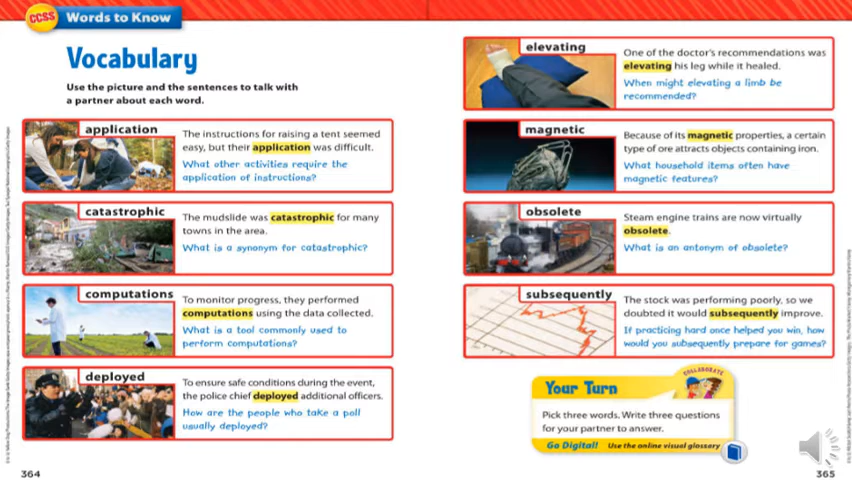 CCSS Words to Know
Vocabulary
Use the picture and the sentences to talk with
a partner about each word.
application
The instructions for raising a tent seemed
easy, but their application was difficult.
What other activities require the
application of instructions?
catastrophic
The mudslide was catastrophic for many
towns in the area.
What is a synonym for catastrophic?
computations
To monitor progress, they performed
computations using the data collected.
What is a tool commonly used to
perform computations?
deployed
To ensure safe conditions during the event,
the police chief deployed additional officers.
How are the people who take a poll
usually deployed?
364
elevating
One of the doctor's recommendations was
elevating his leg while it healed.
When might elevating a limb be
recommended?
magnetic
Because of its magnetic properties, a certain
type of ore attracts objects containing iron.
What household items often have
magnetic features?
obsolete
Steam engine trains are now virtually
obsolete.
What is an antonym of obsolete?
subsequently
The stock was performing poorly, so we
doubted it would subsequently improve.
If practicing hard once helped you win, how
would you subsequently prepare for games?
COLLABORATE
Your Turn
Pick three words. Write three questions
for your partner to answer.
Go Digital! Use the online visual glossary
365